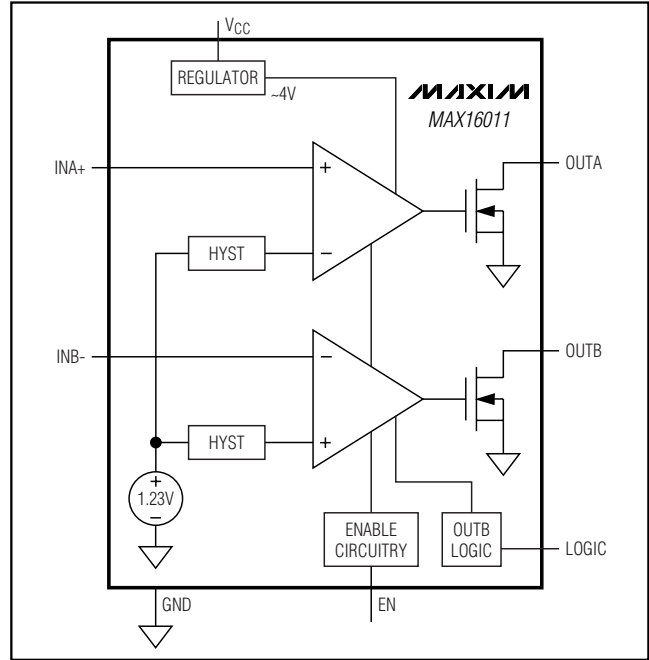 VCC
REGULATOR
~4V
MAXIM
MAX16011
INA+
+
OUTA
HYST
−
INB-
−
OUTB
HYST
+
+
1.23V
−
ENABLE
CIRCUITRY
OUTB
LOGIC
LOGIC
GND
EN